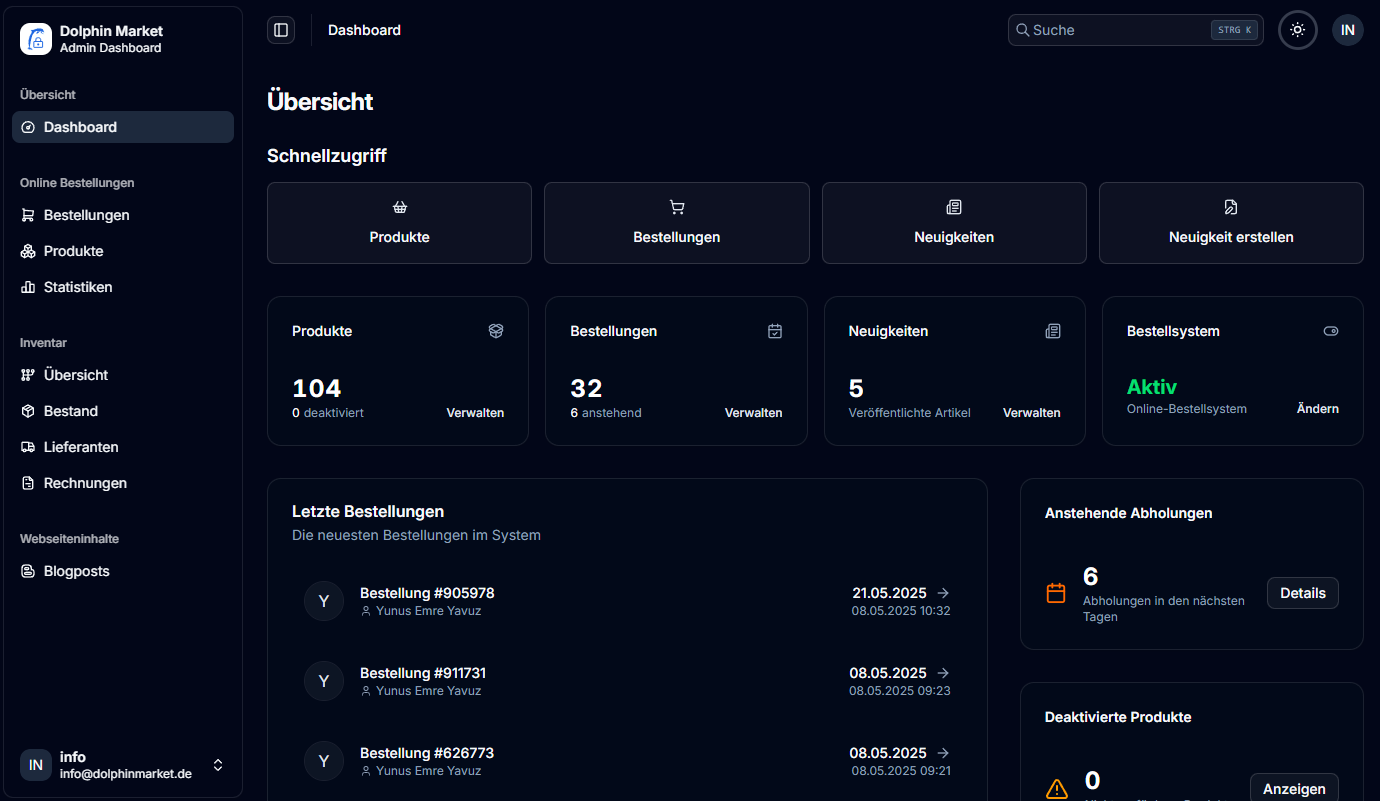 Dolphin Market
Admin Dashboard
Übersicht
Dashboard
Online Bestellungen
Bestellungen
Produkte
Statistiken
Inventar
Übersicht
Bestand
Lieferanten
Rechnungen
Webseiteninhalte
Blogposts
IN
info
info@dolphinmarket.de
Dashboard
Suche
STRG K
IN
Übersicht
Schnellzugriff
Produkte
Bestellungen
Neuigkeiten
Neuigkeit erstellen
Produkte
104
0 deaktiviert
Verwalten
Bestellungen
32
6 anstehend
Verwalten
Neuigkeiten
5
Veröffentlichte Artikel
Verwalten
Bestellsystem
Aktiv
Online-Bestellsystem
Ändern
Letzte Bestellungen
Die neuesten Bestellungen im System
Y
Bestellung #905978
Yunus Emre Yavuz
21.05.2025
08.05.2025 10:32
Y
Bestellung #911731
Yunus Emre Yavuz
08.05.2025
08.05.2025 09:23
Y
Bestellung #626773
Yunus Emre Yavuz
08.05.2025
08.05.2025 09:21
Anstehende Abholungen
6
Abholungen in den nächsten
Tagen
Details
Deaktivierte Produkte
0
Anzeigen